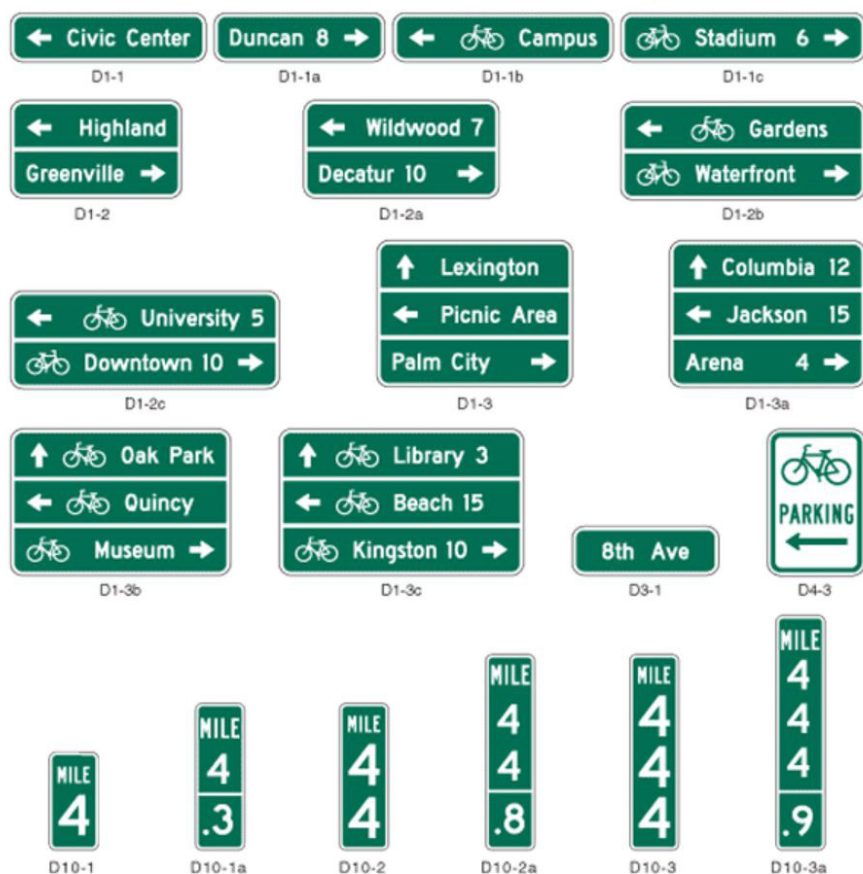 Civic Center
Duncan 8
Campus
Stadium 6
D1-1
D1-1a
D1-1b
D1-1c
Highland
Greenville
D1-2
Wildwood 7
Decatur 10
D1-2a
Gardens
Waterfront
D1-2b
University 5
Downtown 10
D1-2c
Lexington
Picnic Area
Palm City
D1-3
Columbia 12
Jackson 15
Arena 4
D1-3a
Oak Park
Quincy
Museum
D1-3b
Library 3
Beach 15
Kingston 10
D1-3c
8th Ave
D3-1
PARKING
D4-3
MILE
4
D10-1
MILE
4
.3
D10-1a
MILE
4
4
D10-2
MILE
4
4
.8
D10-2a
MILE
4
4
4
D10-3
MILE
4
4
4
.9
D10-3a